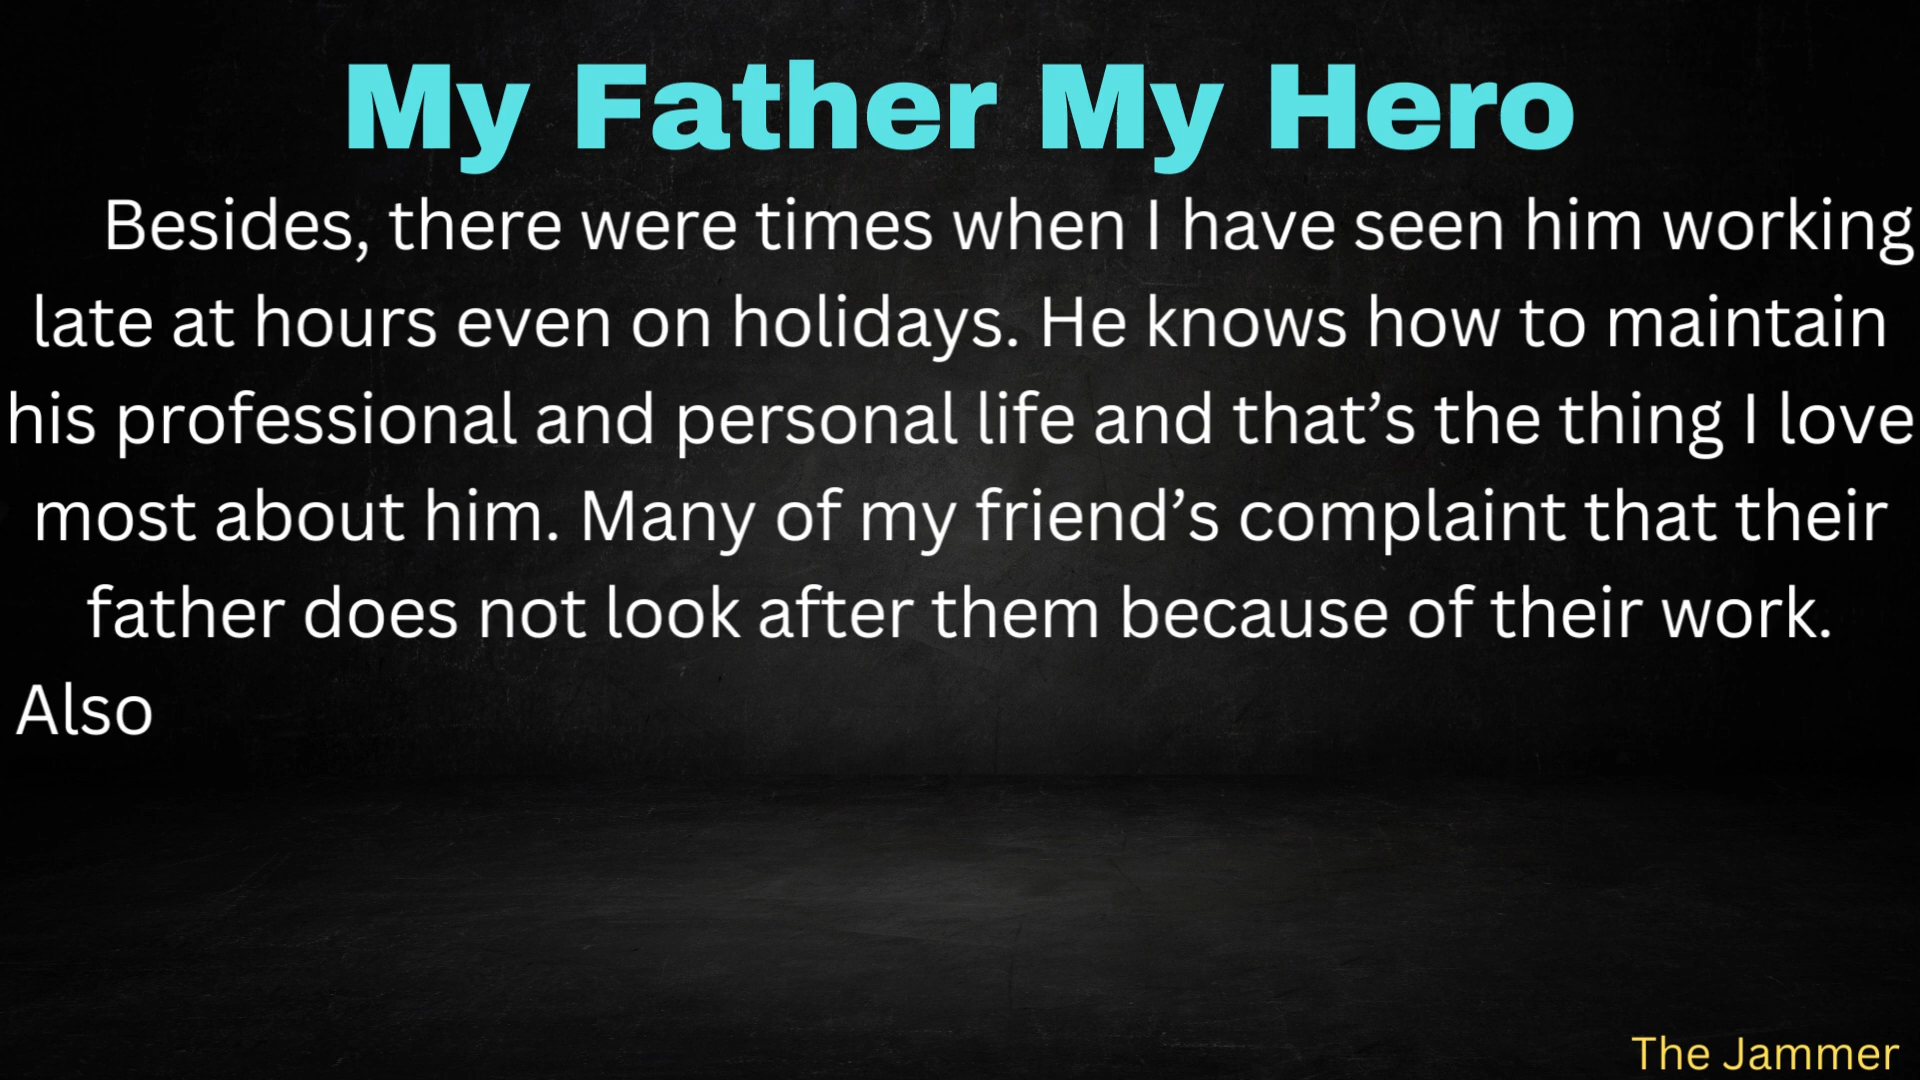 My Father My Hero
Besides, there were times when I have seen him working
late at hours even on holidays. He knows how to maintain
his professional and personal life and that’s the thing I love
most about him. Many of my friend’s complaint that their
father does not look after them because of their work.
Also
The Jammer